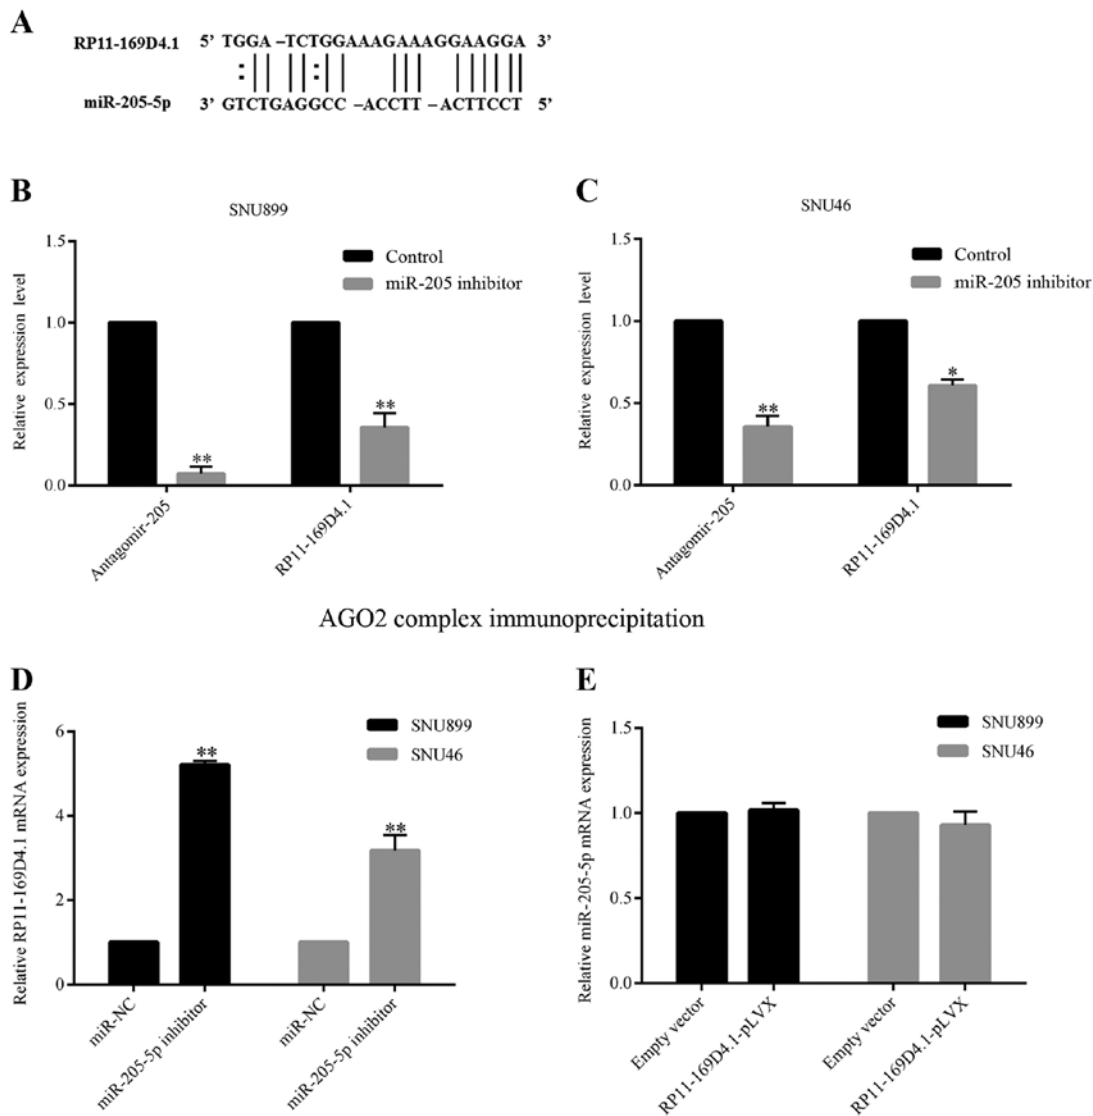 A
RP11-169D4.1 5' TGGA –TCTGGAAAGAAAGGAAGGA 3'
miR-205-5p 3' GTCTGAGGCC –ACCTT –ACTTCCT 5'
B
SNU899
Relative expression level
1.5
1.0
0.5
0.0
Control
miR-205 inhibitor
**
**
Antagomir-205
RP11-169D4.1
C
SNU46
Relative expression level
1.5
1.0
0.5
0.0
Control
miR-205 inhibitor
**
*
Antagomir-205
RP11-169D4.1
AGO2 complex immunoprecipitation
D
Relative RP11-169D4.1 mRNA expression
6
4
2
0
SNU899
SNU46
**
**
miR-NC
miR-205-5p inhibitor
miR-NC
miR-205-5p inhibitor
E
Relative miR-205-5p mRNA expression
1.5
1.0
0.5
0.0
SNU899
SNU46
Empty vector
RP11-169D4.1-pLVX
Empty vector
RP11-169D4.1-pLVX